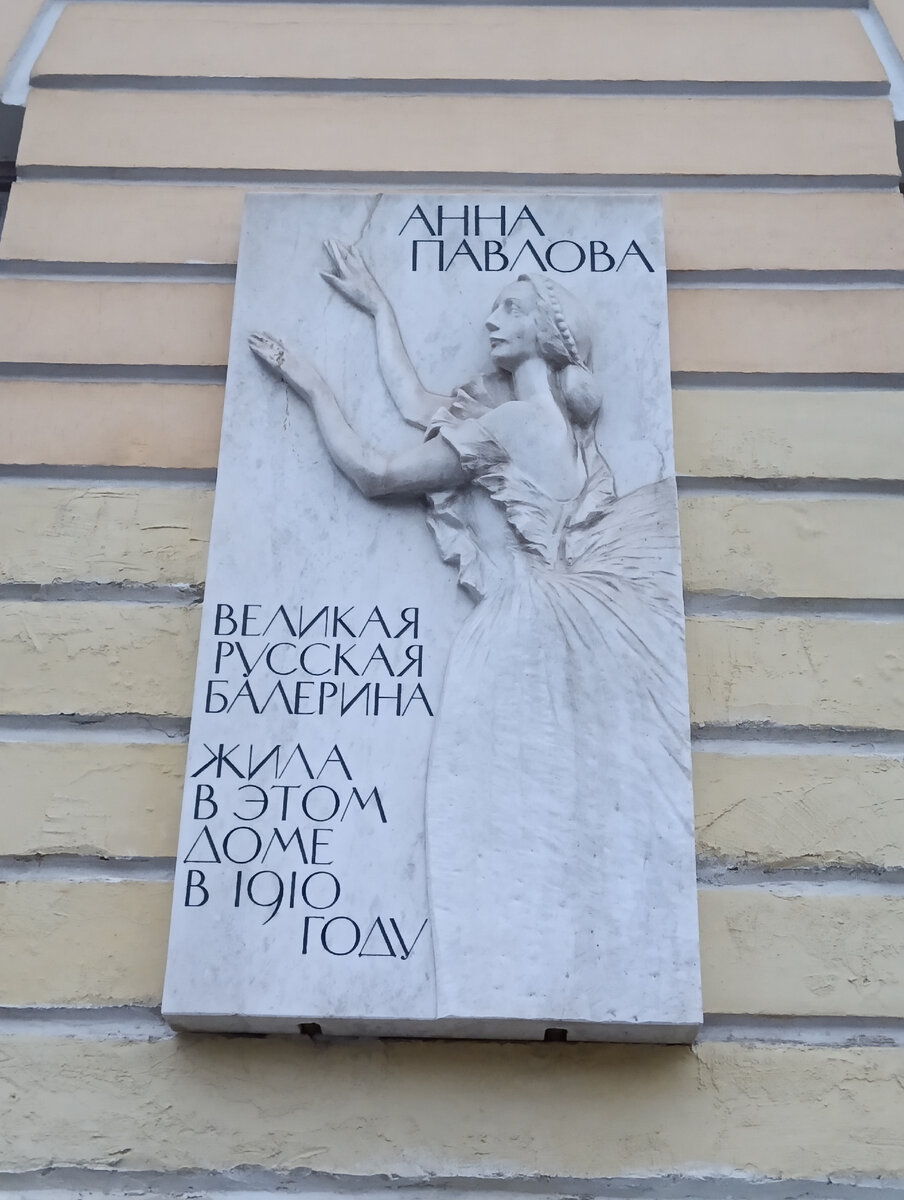 АННА
ПАВЛОВА
ВЕЛИКАЯ
РУССКАЯ
БАЛЕРИНА
ЖИЛА
В ЭТОМ
ДОМЕ
В 1910
ГОДУ